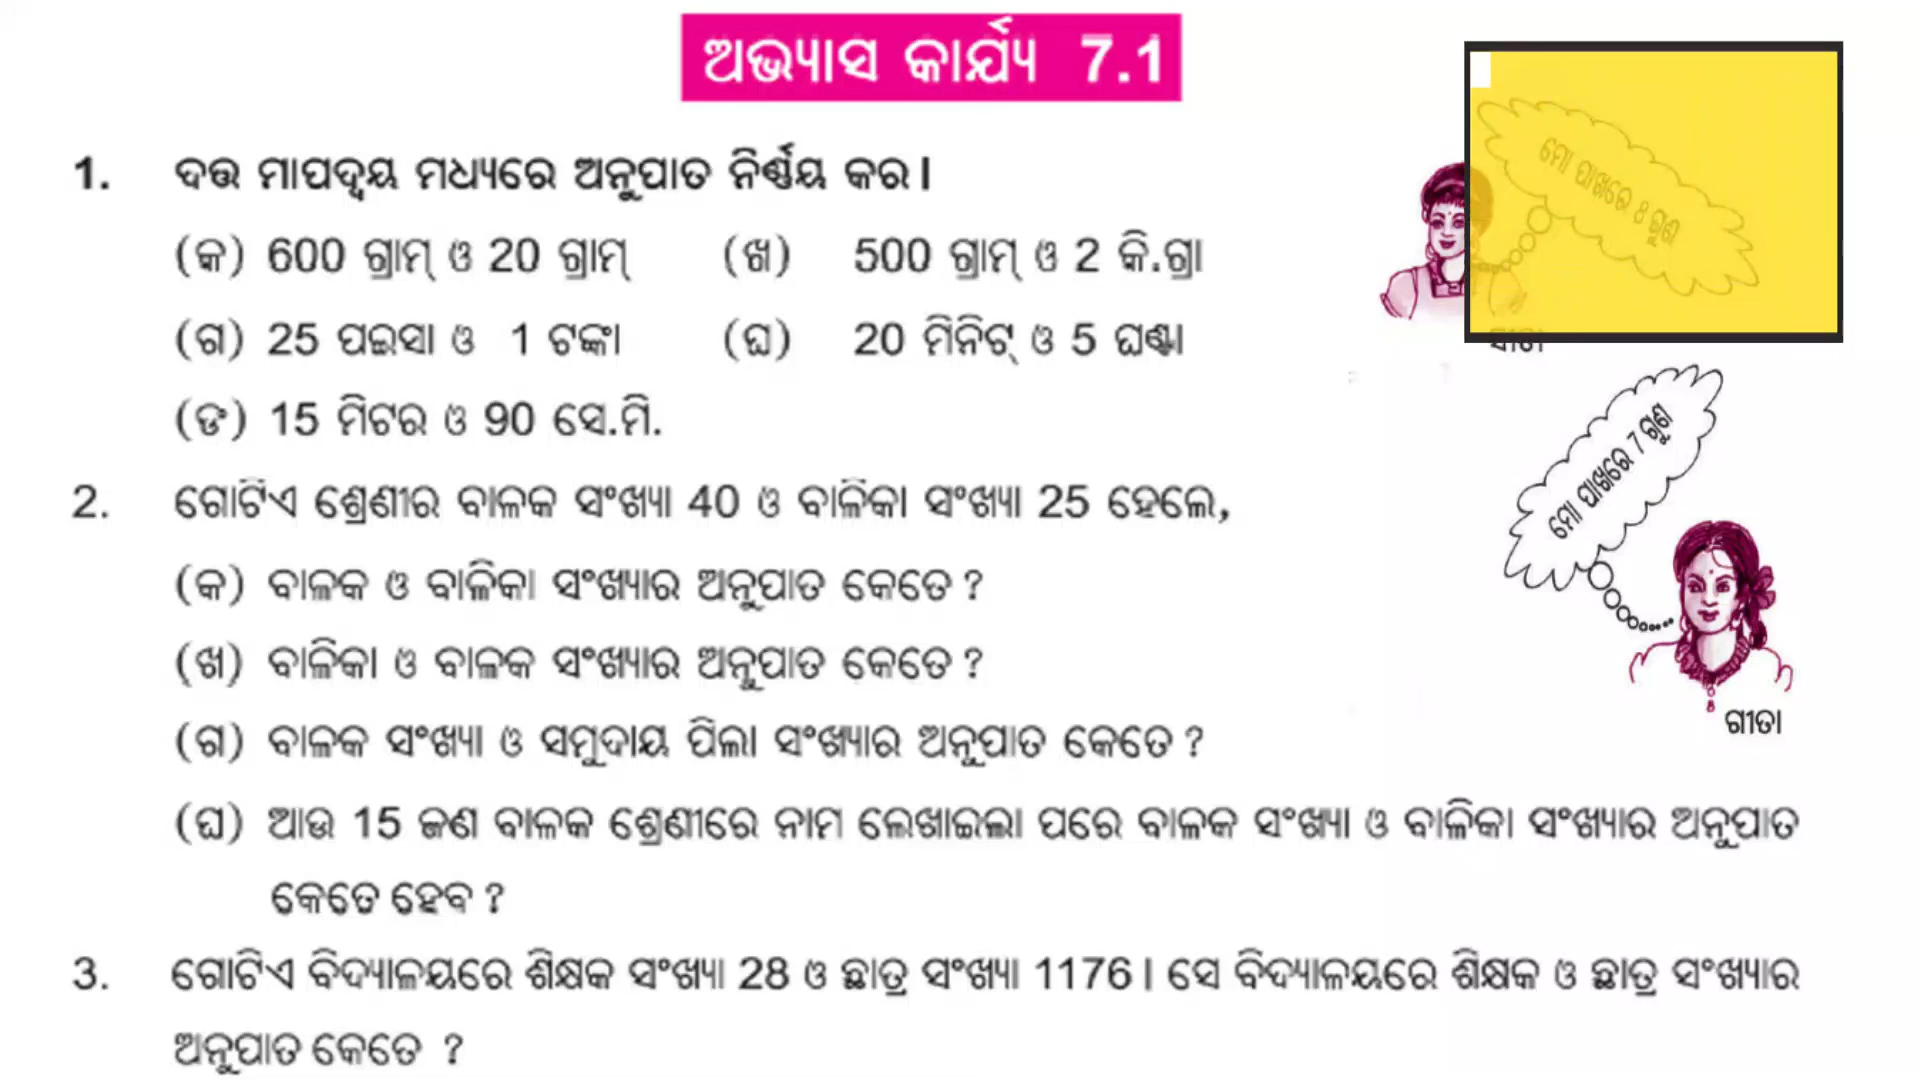 ଅଭ୍ୟାସ କାର୍ଯ୍ୟ 7.1
1. ଦତ୍ତ ମାପଦ୍ୱୟ ମଧ୍ୟରେ ଅନୁପାତ ନିର୍ଣ୍ଣୟ କର।
(କ) 600 ଗ୍ରାମ୍ ଓ 20 ଗ୍ରାମ୍ (ଖ) 500 ଗ୍ରାମ୍ ଓ 2 କି.ଗ୍ରା
(ଗ) 25 ପଇସା ଓ 1 ଟଙ୍କା (ଘ) 20 ମିନିଟ୍ ଓ 5 ଘଣ୍ଟା
(ଙ) 15 ମିଟର ଓ 90 ସେ.ମି.
2. ଗୋଟିଏ ଶ୍ରେଣୀର ବାଳକ ସଂଖ୍ୟା 40 ଓ ବାଳିକା ସଂଖ୍ୟା 25 ହେଲେ,
(କ) ବାଳକ ଓ ବାଳିକା ସଂଖ୍ୟାର ଅନୁପାତ କେତେ ?
(ଖ) ବାଳିକା ଓ ବାଳକ ସଂଖ୍ୟାର ଅନୁପାତ କେତେ ?
(ଗ) ବାଳକ ସଂଖ୍ୟା ଓ ସମୁଦାୟ ପିଲା ସଂଖ୍ୟାର ଅନୁପାତ କେତେ ?
(ଘ) ଆଉ 15 ଜଣ ବାଳକ ଶ୍ରେଣୀରେ ନାମ ଲେଖାଇଲା ପରେ ବାଳକ ସଂଖ୍ୟା ଓ ବାଳିକା ସଂଖ୍ୟାର ଅନୁପାତ
କେତେ ହେବ ?
3. ଗୋଟିଏ ବିଦ୍ୟାଳୟରେ ଶିକ୍ଷକ ସଂଖ୍ୟା 28 ଓ ଛାତ୍ର ସଂଖ୍ୟା 1176। ସେ ବିଦ୍ୟାଳୟରେ ଶିକ୍ଷକ ଓ ଛାତ୍ର ସଂଖ୍ୟାର
ଅନୁପାତ କେତେ ?
ମୋ ପାଖରେ 8 ଗୁଣ
ମୋ ପାଖରେ 7 ଗୁଣ
ଗୀତା